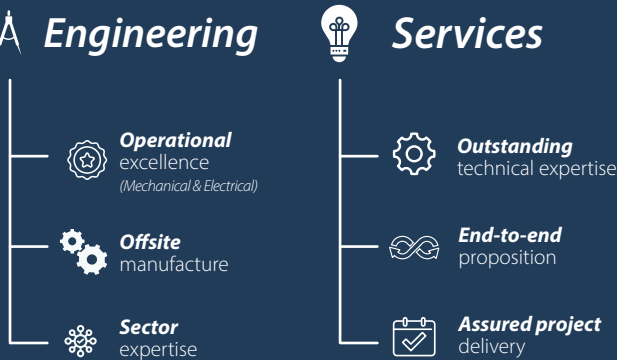 Engineering
Operational
excellence
(Mechanical & Electrical)
Offsite
manufacture
Sector
expertise
Services
Outstanding
technical expertise
End-to-end
proposition
Assured project
delivery